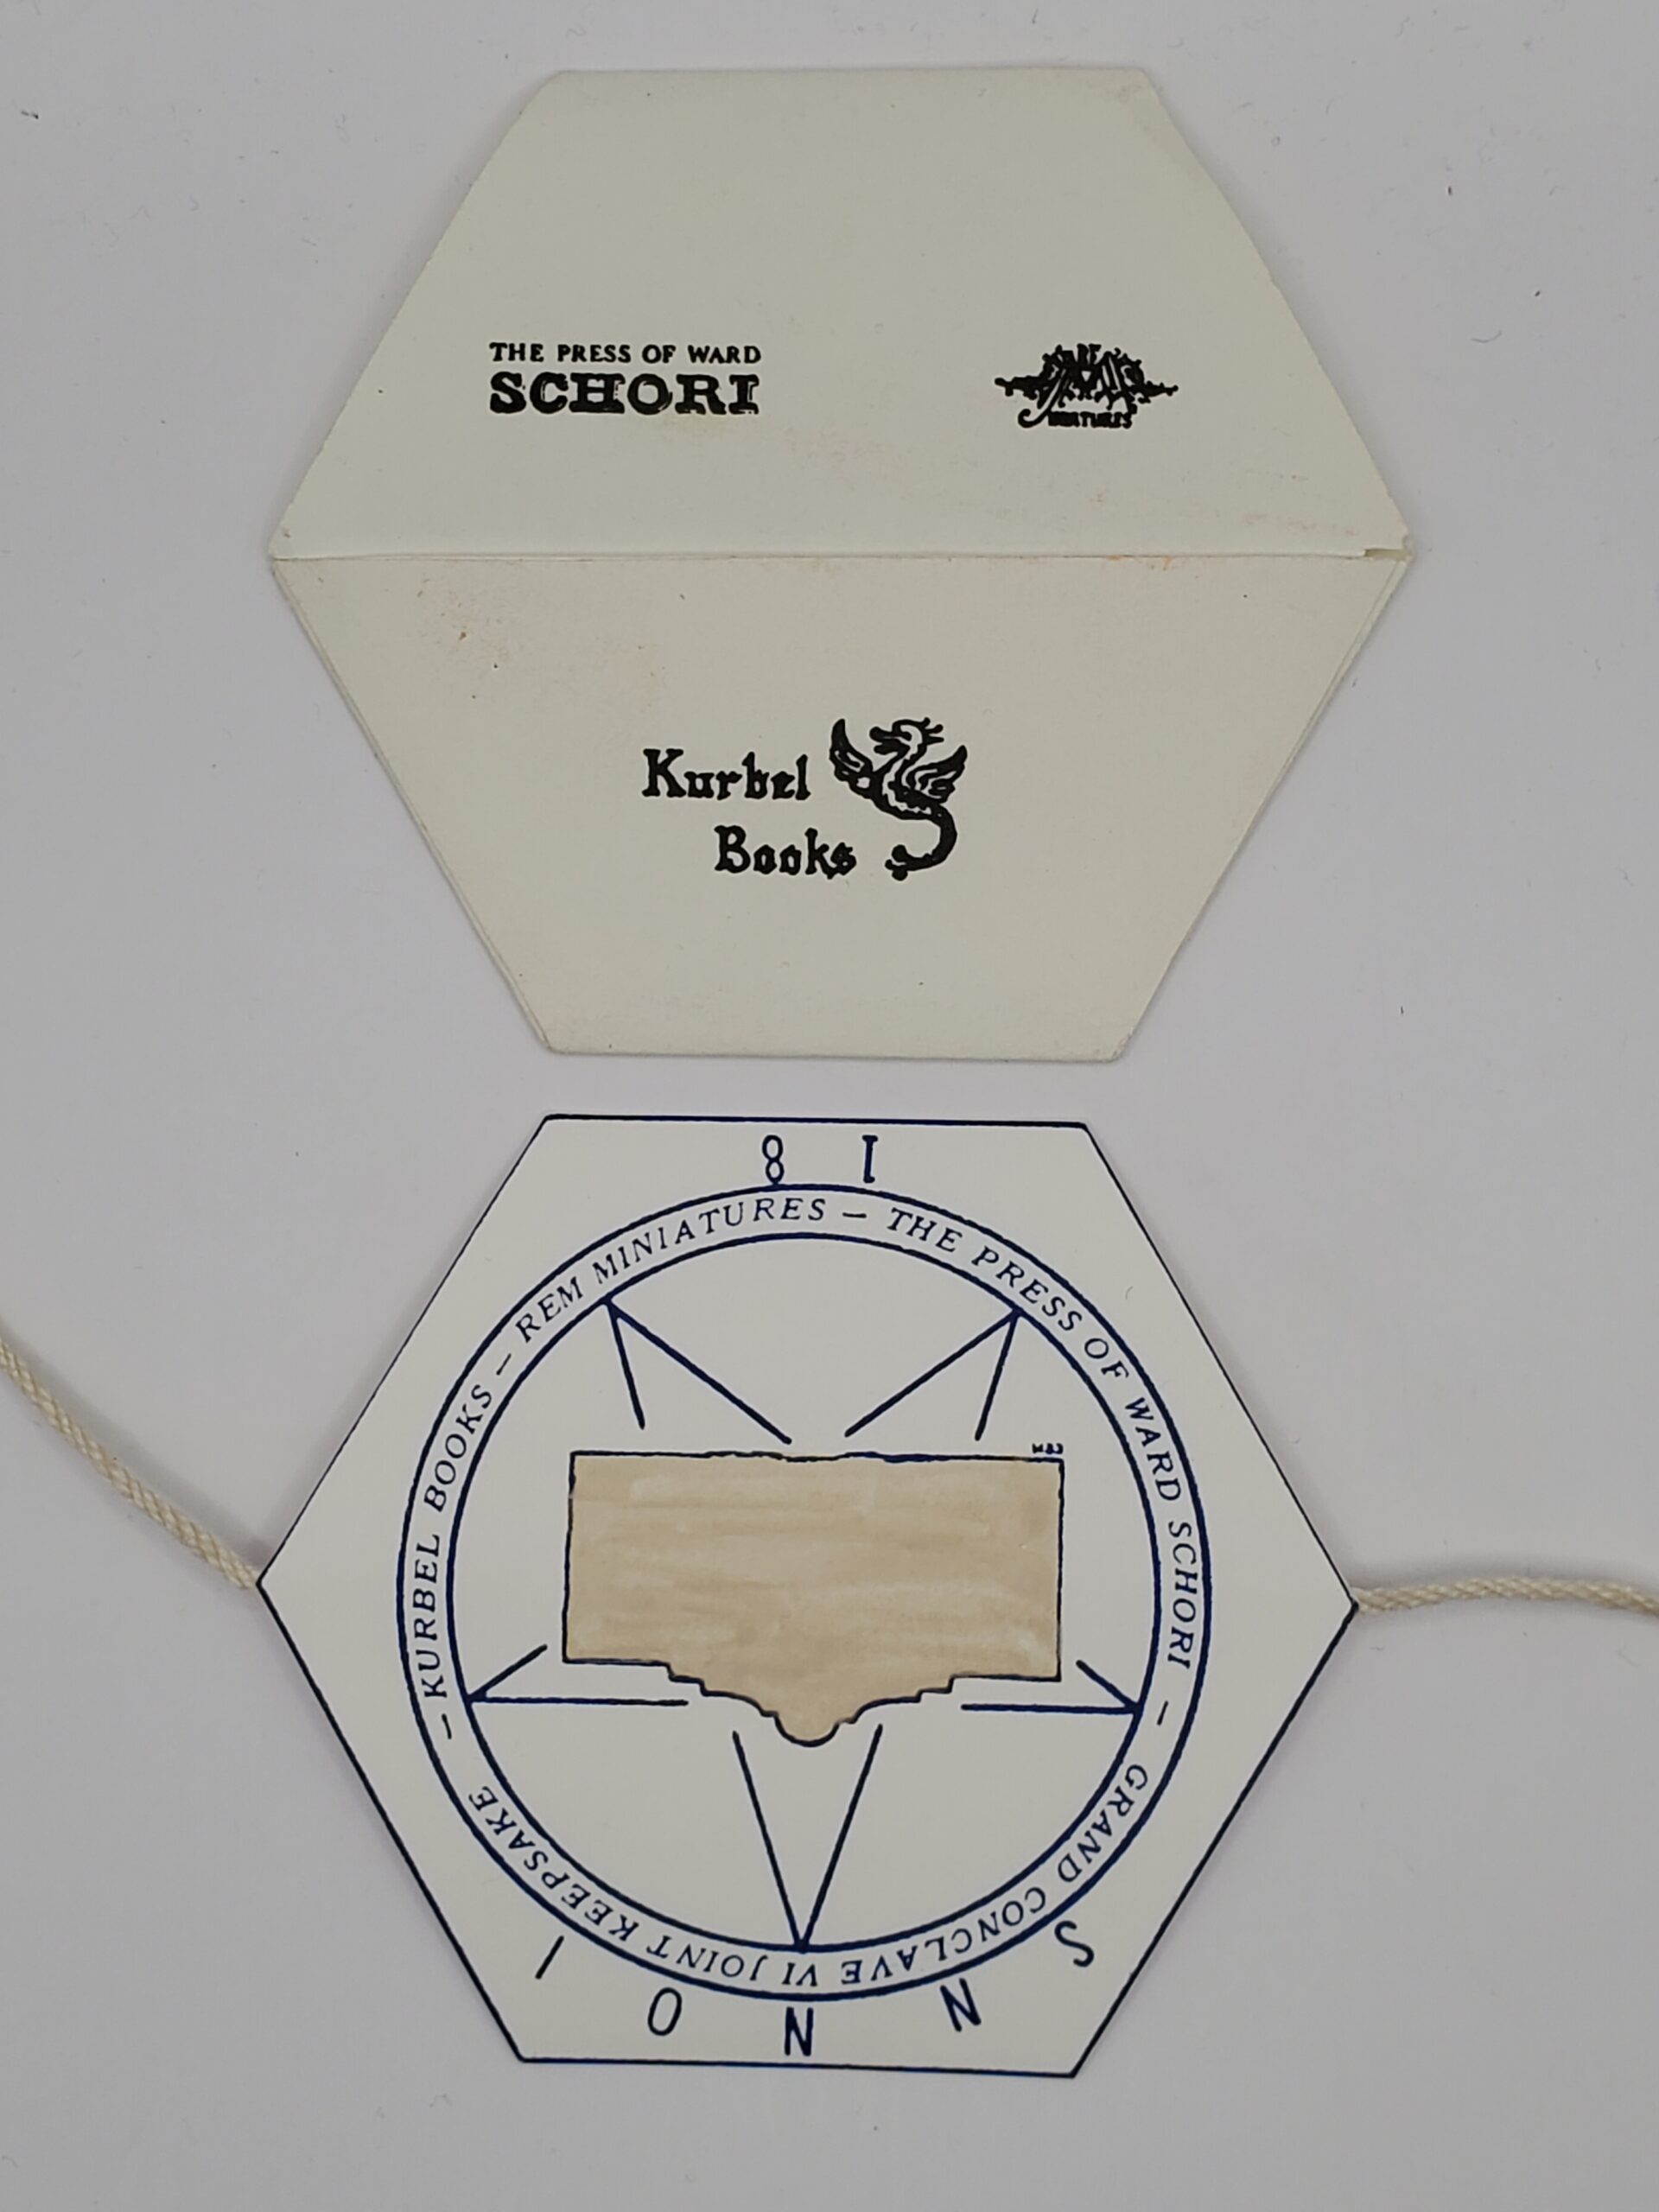 THE PRESS OF WARD
SCHORI
Kurbel
Books
8 I
KURBEL BOOKS – REM MINIATURES – THE PRESS OF WARD SCHORI – GRAND CONCLAVE VI JOINT KEEPSAKE –
I O N N S